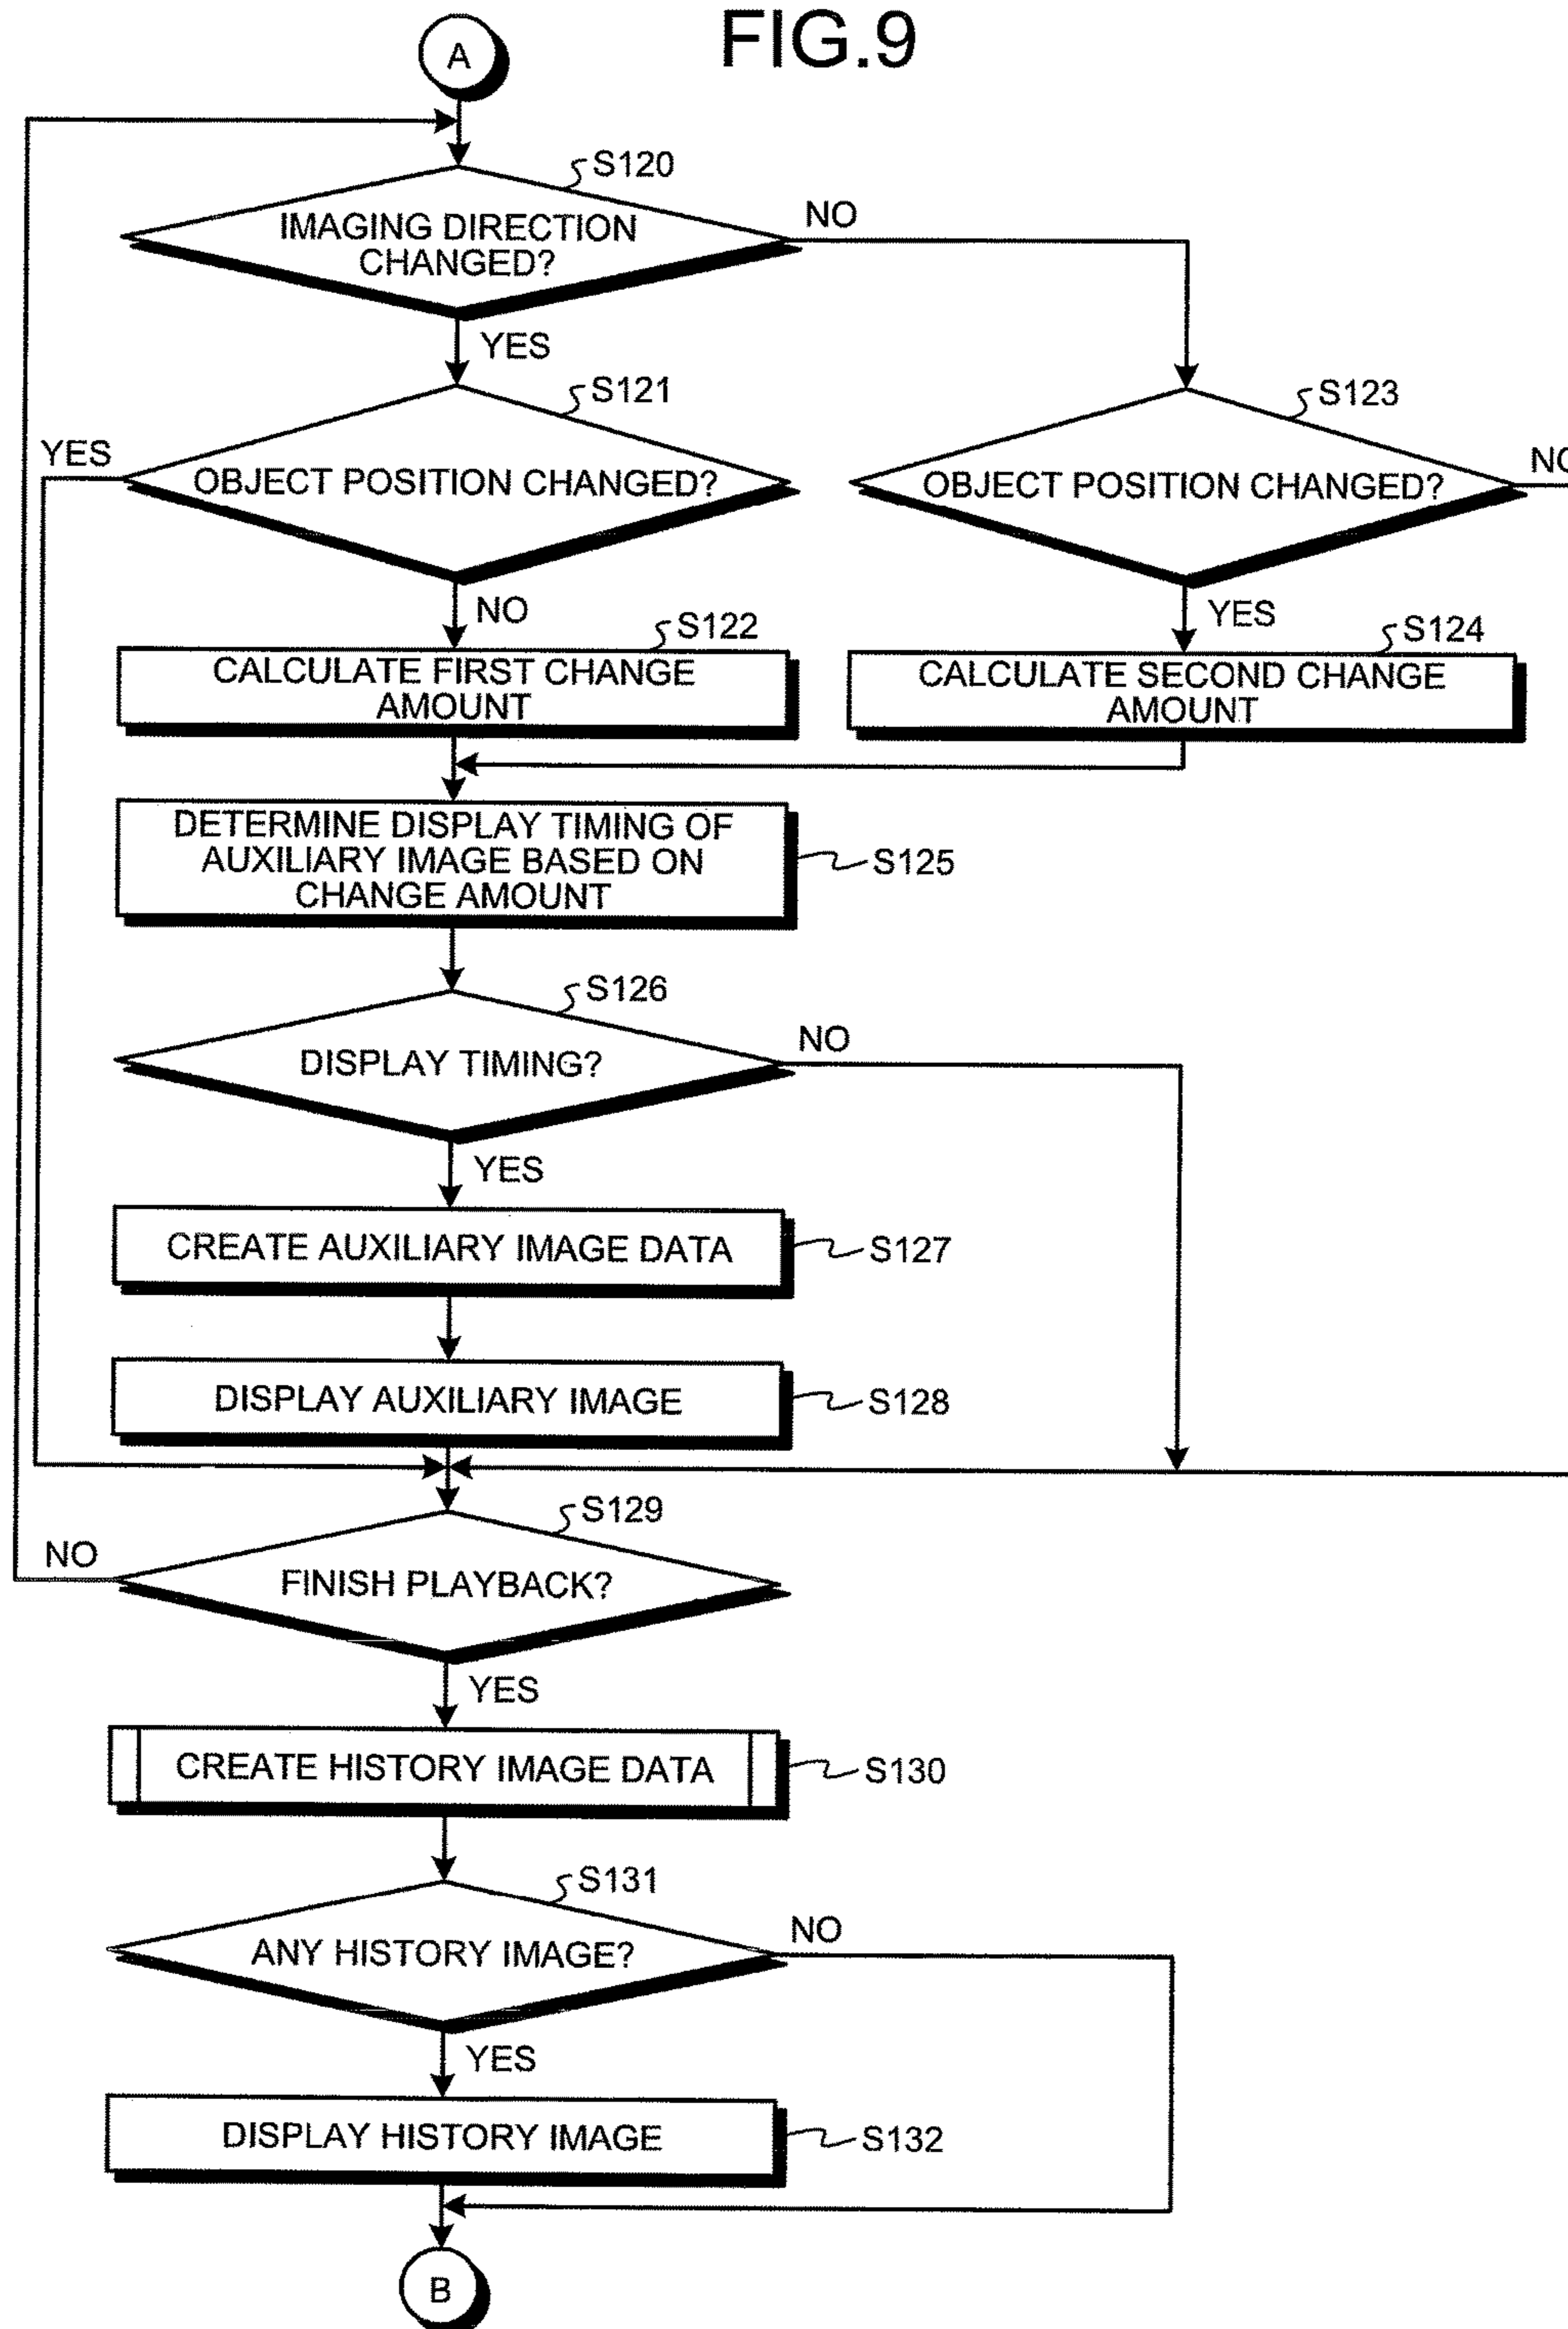 FIG.9
A
S120
IMAGING DIRECTION
CHANGED?
NO
YES
S121
YES
OBJECT POSITION CHANGED?
NO
S123
OBJECT POSITION CHANGED?
NO
YES
S122
CALCULATE FIRST CHANGE
AMOUNT
S124
CALCULATE SECOND CHANGE
AMOUNT
DETERMINE DISPLAY TIMING OF
AUXILIARY IMAGE BASED ON
CHANGE AMOUNT
S125
S126
DISPLAY TIMING?
NO
YES
CREATE AUXILIARY IMAGE DATA
S127
DISPLAY AUXILIARY IMAGE
S128
S129
NO
FINISH PLAYBACK?
YES
CREATE HISTORY IMAGE DATA
S130
S131
ANY HISTORY IMAGE?
NO
YES
DISPLAY HISTORY IMAGE
S132
B